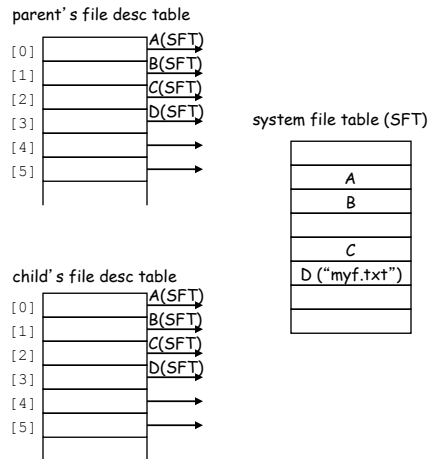 parent’s file desc table
[0] A(SFT)
[1] B(SFT)
[2] C(SFT)
[3] D(SFT)
[4]
[5]
system file table (SFT)
A
B
C
D (“myf.txt”)
child’s file desc table
[0] A(SFT)
[1] B(SFT)
[2] C(SFT)
[3] D(SFT)
[4]
[5]